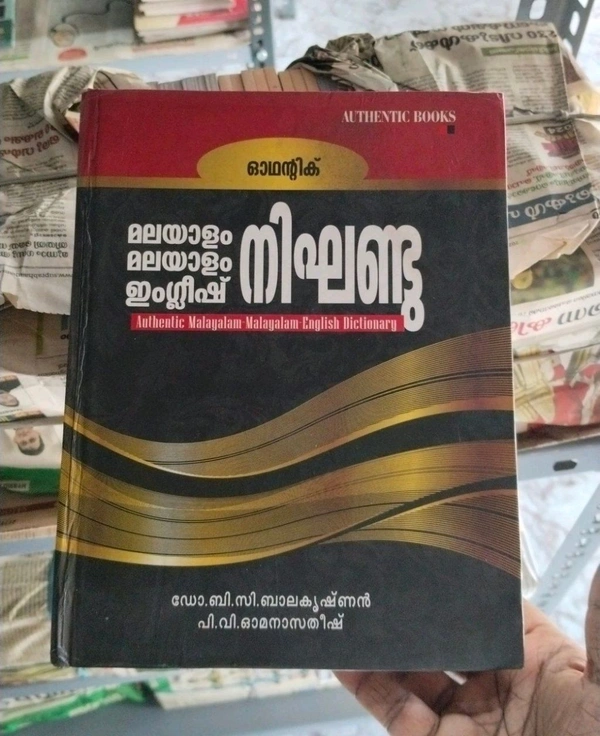 AUTHENTIC BOOKS
ഓഥന്റിക്
മലയാളം
മലയാളം
ഇംഗ്ലീഷ്
നിഘണ്ടു
Authentic Malayalam-Malayalam-English Dictionary
ഡോ.ബി.സി.ബാലകൃഷ്ണൻ
പി.വി.ഓമനാസതീഷ്